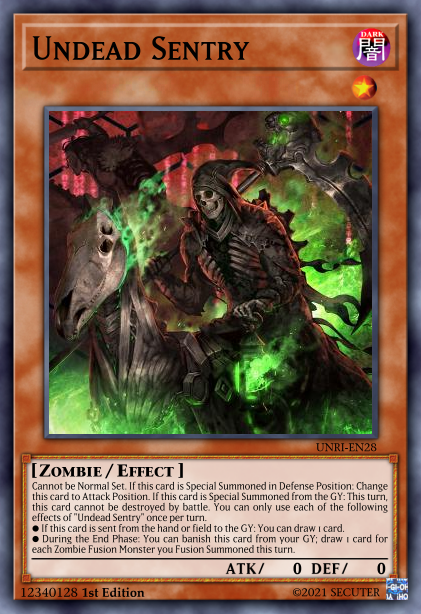 UNDEAD SENTRY
DARK
闇
UNRI-EN28
[ZOMBIE / EFFECT ]
Cannot be Normal Set. If this card is Special Summoned in Defense Position: Change
this card to Attack Position. If this card is Special Summoned from the GY: This turn,
this card cannot be destroyed by battle. You can only use each of the following
effects of "Undead Sentry" once per turn.
● If this card is sent from the hand or field to the GY: You can draw 1 card.
● During the End Phase: You can banish this card from your GY; draw 1 card for
each Zombie Fusion Monster you Fusion Summoned this turn.
ATK/ 0 DEF/ 0
12340128 1st Edition ©2021 SECUTER